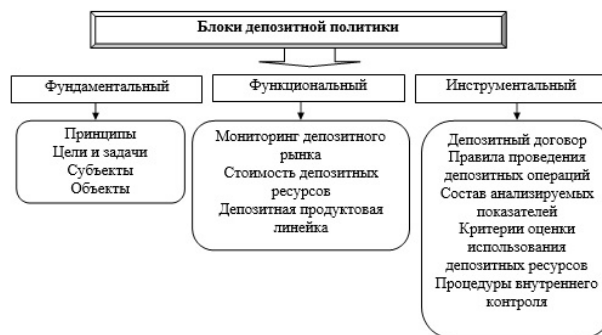 Блоки депозитной политики
Фундаментальный
Функциональный
Инструментальный
Принципы
Цели и задачи
Субъекты
Объекты
Мониторинг депозитного
рынка
Стоимость депозитных
ресурсов
Депозитная продуктовая
линейка
Депозитный договор
Правила проведения
депозитных операций
Состав анализируемых
показателей
Критерии оценки
использования
депозитных ресурсов
Процедуры внутреннего
контроля